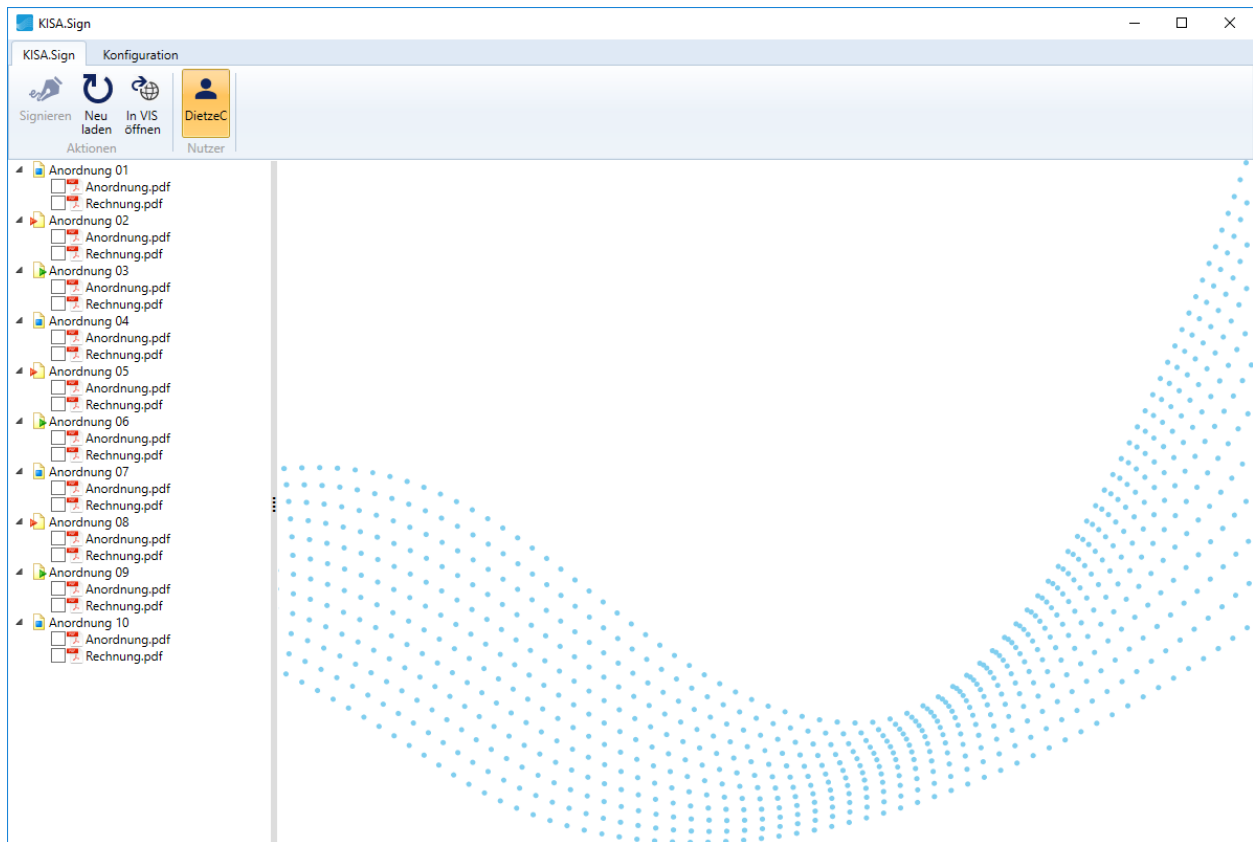 KISA.Sign
KISA.Sign Konfiguration
Signieren Neu laden In VIS öffnen DietzeC
Aktionen Nutzer
Anordnung 01
Anordnung.pdf
Rechnung.pdf
Anordnung 02
Anordnung.pdf
Rechnung.pdf
Anordnung 03
Anordnung.pdf
Rechnung.pdf
Anordnung 04
Anordnung.pdf
Rechnung.pdf
Anordnung 05
Anordnung.pdf
Rechnung.pdf
Anordnung 06
Anordnung.pdf
Rechnung.pdf
Anordnung 07
Anordnung.pdf
Rechnung.pdf
Anordnung 08
Anordnung.pdf
Rechnung.pdf
Anordnung 09
Anordnung.pdf
Rechnung.pdf
Anordnung 10
Anordnung.pdf
Rechnung.pdf